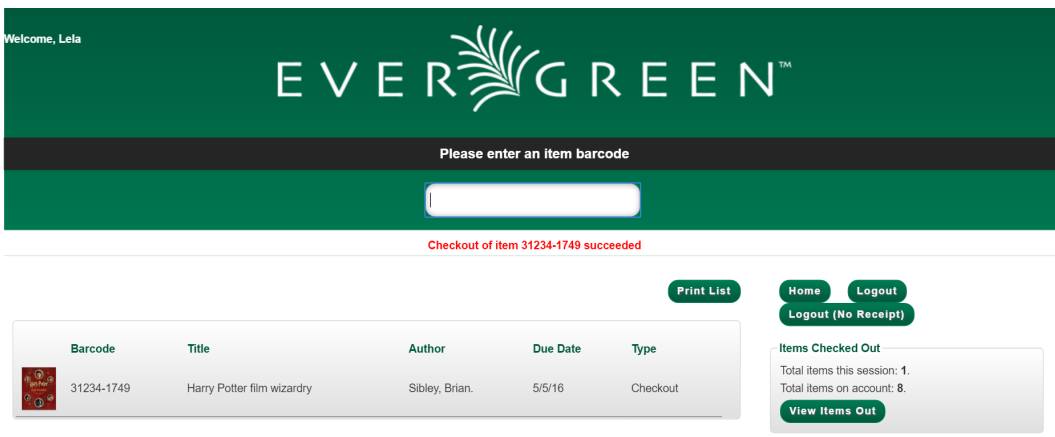 Welcome, Lela
EVERGREEN™
Please enter an item barcode
Checkout of item 31234-1749 succeeded
Print List
Home Logout
Logout (No Receipt)
Barcode Title Author Due Date Type
31234-1749 Harry Potter film wizardry Sibley, Brian. 5/5/16 Checkout
Items Checked Out
Total items this session: 1.
Total items on account: 8.
View Items Out